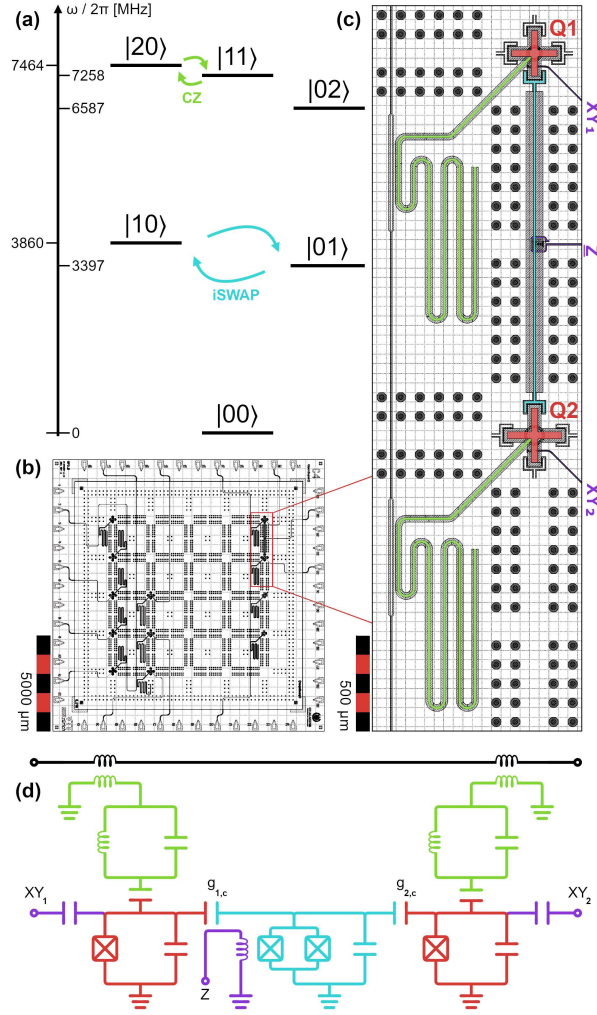 (a)
ω / 2π [MHz]
7464
|20⟩
|11⟩
7258
CZ
6587
|02⟩
|10⟩
3860
|01⟩
3397
iSWAP
|00⟩
0
(b)
5000 µm
(c)
Q1
XY1
Z
Q2
XY2
500 µm
(d)
XY1
g1,c
g2,c
XY2
Z